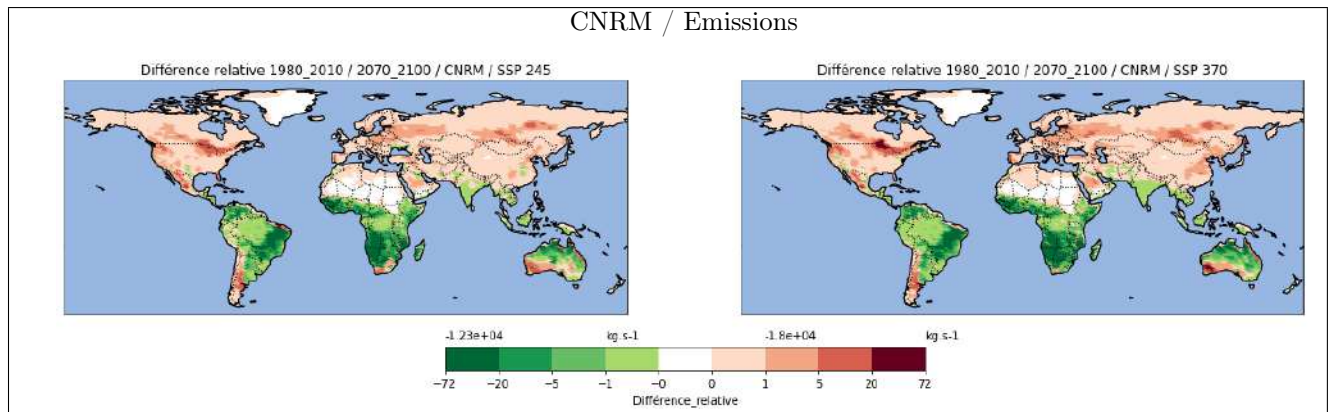 CNRM / Emissions
Différence relative 1980_2010 / 2070_2100 / CNRM / SSP 245
Différence relative 1980_2010 / 2070_2100 / CNRM / SSP 370
-1.23e+04 kg.s-1 -1.8e+04 kg.s-1
−72 −20 −5 −1 −0 0 1 5 20 72
Différence_relative